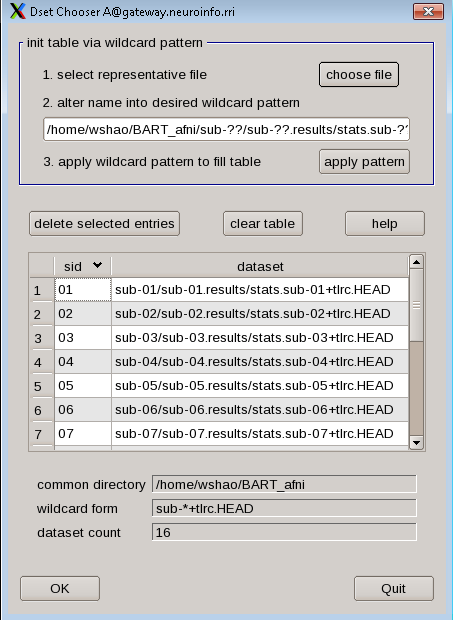 Dset Chooser A@gateway.neuroinfo.rri
init table via wildcard pattern
1. select representative file choose file
2. alter name into desired wildcard pattern
/home/wshao/BART_afni/sub-??/sub-??.results/stats.sub-??
3. apply wildcard pattern to fill table apply pattern
delete selected entries clear table help
sid dataset
1 01 sub-01/sub-01.results/stats.sub-01+tlrc.HEAD
2 02 sub-02/sub-02.results/stats.sub-02+tlrc.HEAD
3 03 sub-03/sub-03.results/stats.sub-03+tlrc.HEAD
4 04 sub-04/sub-04.results/stats.sub-04+tlrc.HEAD
5 05 sub-05/sub-05.results/stats.sub-05+tlrc.HEAD
6 06 sub-06/sub-06.results/stats.sub-06+tlrc.HEAD
7 07 sub-07/sub-07.results/stats.sub-07+tlrc.HEAD
common directory /home/wshao/BART_afni
wildcard form sub-*+tlrc.HEAD
dataset count 16
OK Quit